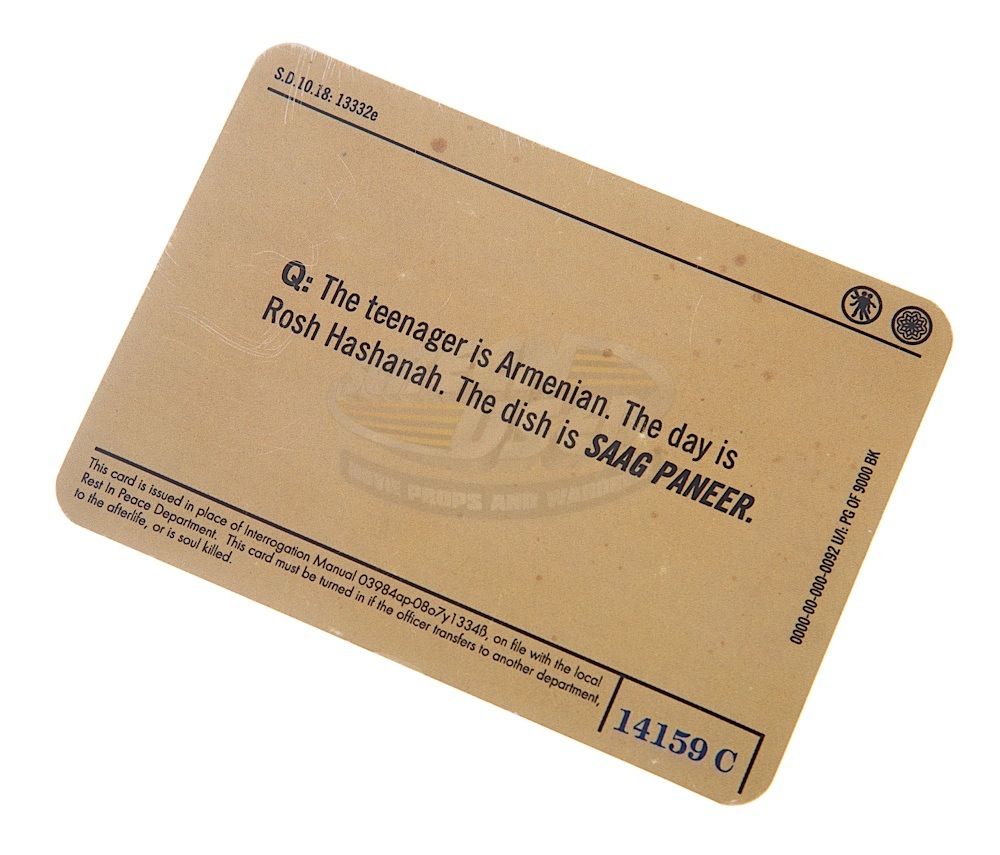 S.D.10.18: 13332e
Q: The teenager is Armenian. The day is
Rosh Hashanah. The dish is SAAG PANEER.
0000-00-000-0092 U/I: PG OF 9000 BK
This card is issued in place of Interrogation Manual 03984ap-08o7y1334ß, on file with the local
Rest In Peace Department. This card must be turned in if the officer transfers to another department,
to the afterlife, or is soul killed.
14159 C
PROPS AND